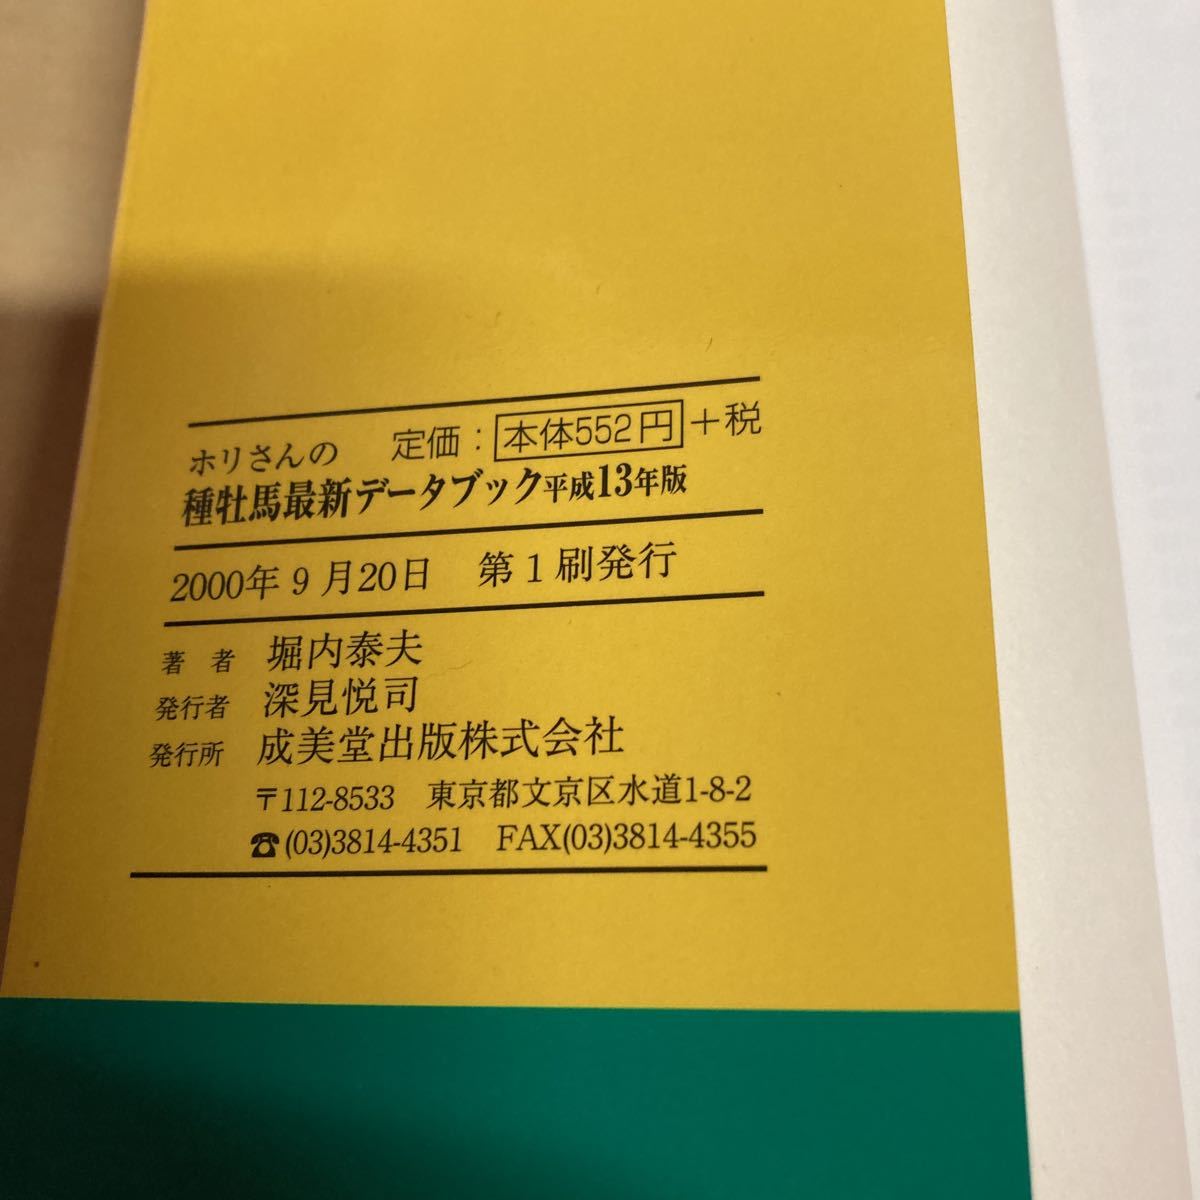 ホリさんの　定価：本体552円＋税
種牡馬最新データブック平成13年版
2000年9月20日　第1刷発行
著　者　堀内泰夫
発行者　深見悦司
発行所　成美堂出版株式会社
〒112-8533　東京都文京区水道1-8-2
☎(03)3814-4351　FAX(03)3814-4355